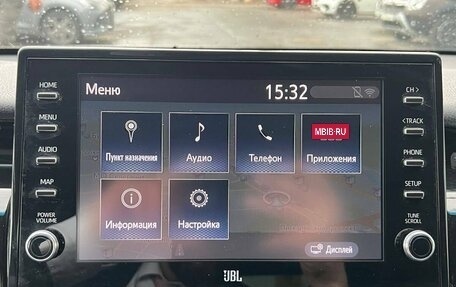 Меню
15:32
HOME
MENU
AUDIO
MAP
POWER
VOLUME
Пункт назначения
Аудио
Телефон
MBIB·RU
Приложения
Информация
Настройка
Дисплей
CH >
<TRACK
PHONE
SETUP
TUNE
SCROLL
JBL